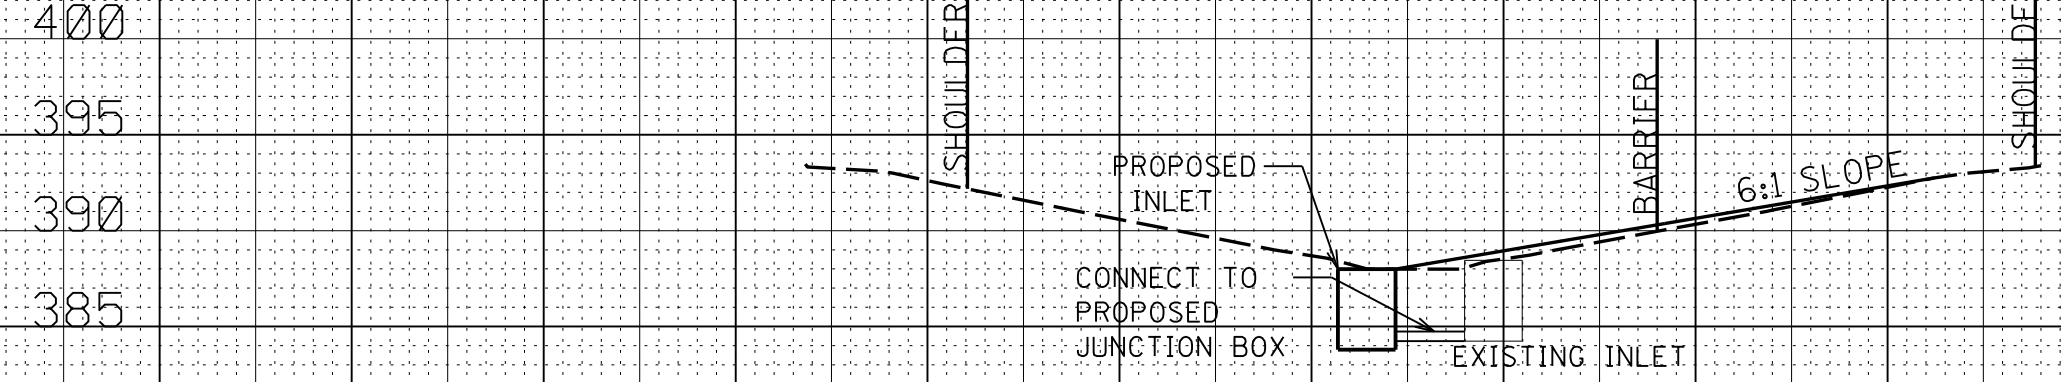 400
SHOULDER
SHOULDE
395
BARRIER
PROPOSED
INLET
6:1 SLOPE
390
CONNECT TO
PROPOSED
JUNCTION BOX
385
EXISTING INLET